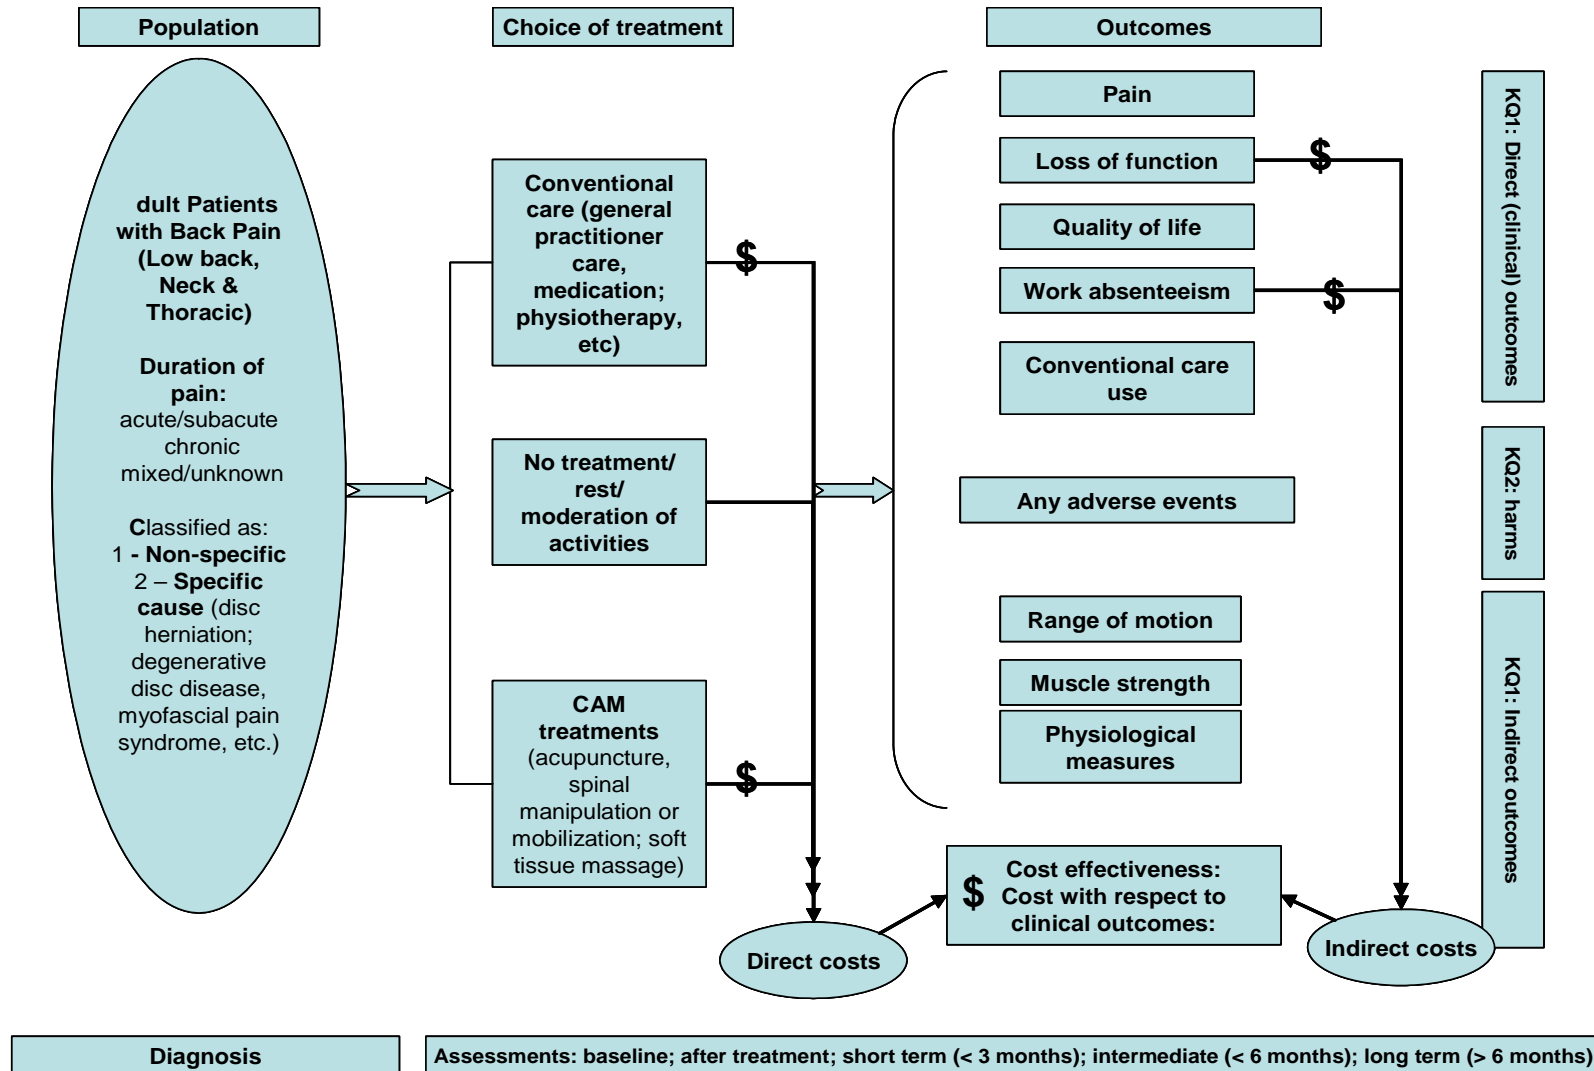 Population
Choice of treatment
Outcomes
dult Patients
with Back Pain
(Low back,
Neck &
Thoracic)
Duration of
pain:
acute/subacute
chronic
mixed/unknown
Classified as:
1 - Non-specific
2 – Specific
cause (disc
herniation;
degenerative
disc disease,
myofascial pain
syndrome, etc.)
Conventional
care (general
practitioner
care,
medication;
physiotherapy,
etc)
$
No treatment/
rest/
moderation of
activities
CAM
treatments
(acupuncture,
spinal
manipulation or
mobilization; soft
tissue massage)
$
Pain
Loss of function
$
Quality of life
Work absenteeism
$
Conventional care
use
Any adverse events
Range of motion
Muscle strength
Physiological
measures
KQ1: Direct (clinical) outcomes
KQ2: harms
KQ1: Indirect outcomes
Direct costs
$ Cost effectiveness:
Cost with respect to
clinical outcomes:
Indirect costs
Diagnosis
Assessments: baseline; after treatment; short term (< 3 months); intermediate (< 6 months); long term (> 6 months)